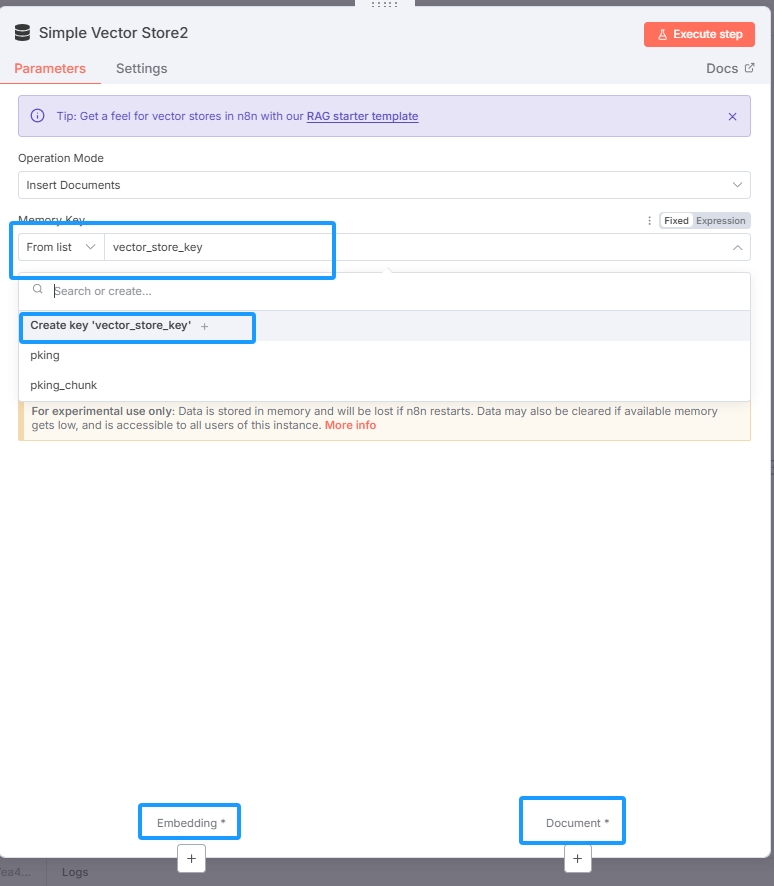 Simple Vector Store2
Execute step
Parameters
Settings
Docs
Tip: Get a feel for vector stores in n8n with our RAG starter template
Operation Mode
Insert Documents
Memory Key
Fixed
Expression
From list
vector_store_key
Search or create...
Create key 'vector_store_key' +
pking
pking_chunk
For experimental use only: Data is stored in memory and will be lost if n8n restarts. Data may also be cleared if available memory
gets low, and is accessible to all users of this instance. More info
Embedding *
Document *
+
+
ea4...
Logs